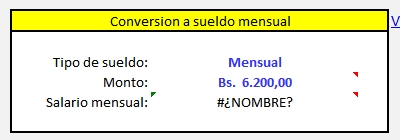 Conversion a sueldo mensual
V
Tipo de sueldo: Mensual
Monto: Bs. 6.200,00
Salario mensual: #¿NOMBRE?